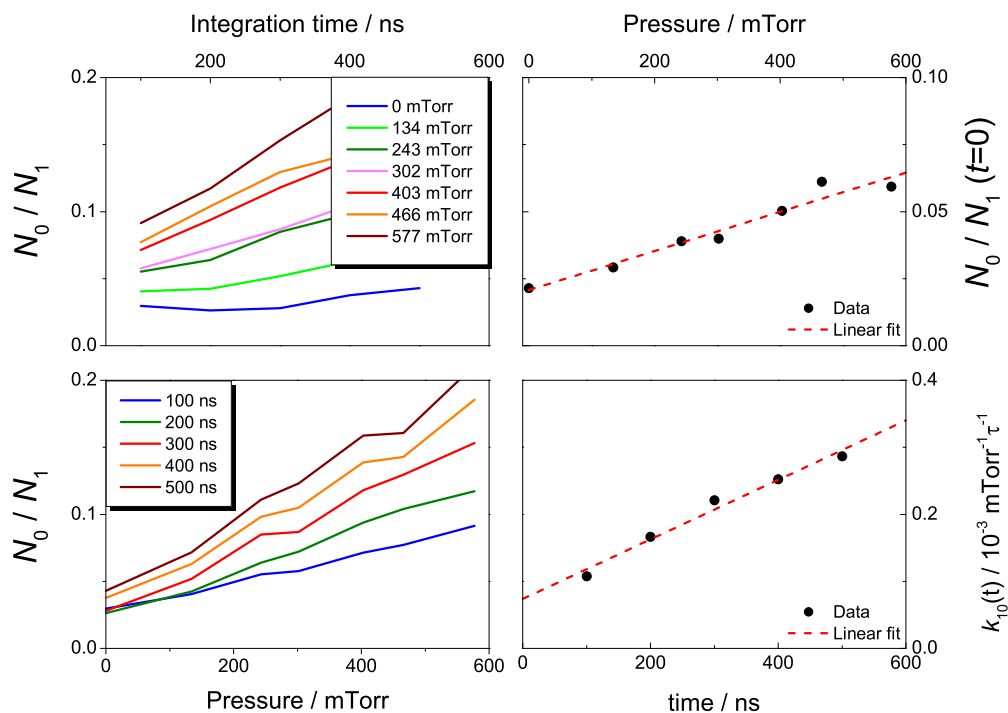 Integration time / ns
Pressure / mTorr
0 200 400 600
0 200 400 600
0.2
0.1
0.0
N0 / N1
0 mTorr
134 mTorr
243 mTorr
302 mTorr
403 mTorr
466 mTorr
577 mTorr
0.10
0.05
0.00
N0 / N1 (t=0)
Data
Linear fit
0.2
0.1
0.0
N0 / N1
100 ns
200 ns
300 ns
400 ns
500 ns
0.4
0.2
0.0
k10(t) / 10-3 mTorr-1τ-1
Data
Linear fit
0 200 400 600
0 200 400 600
Pressure / mTorr
time / ns